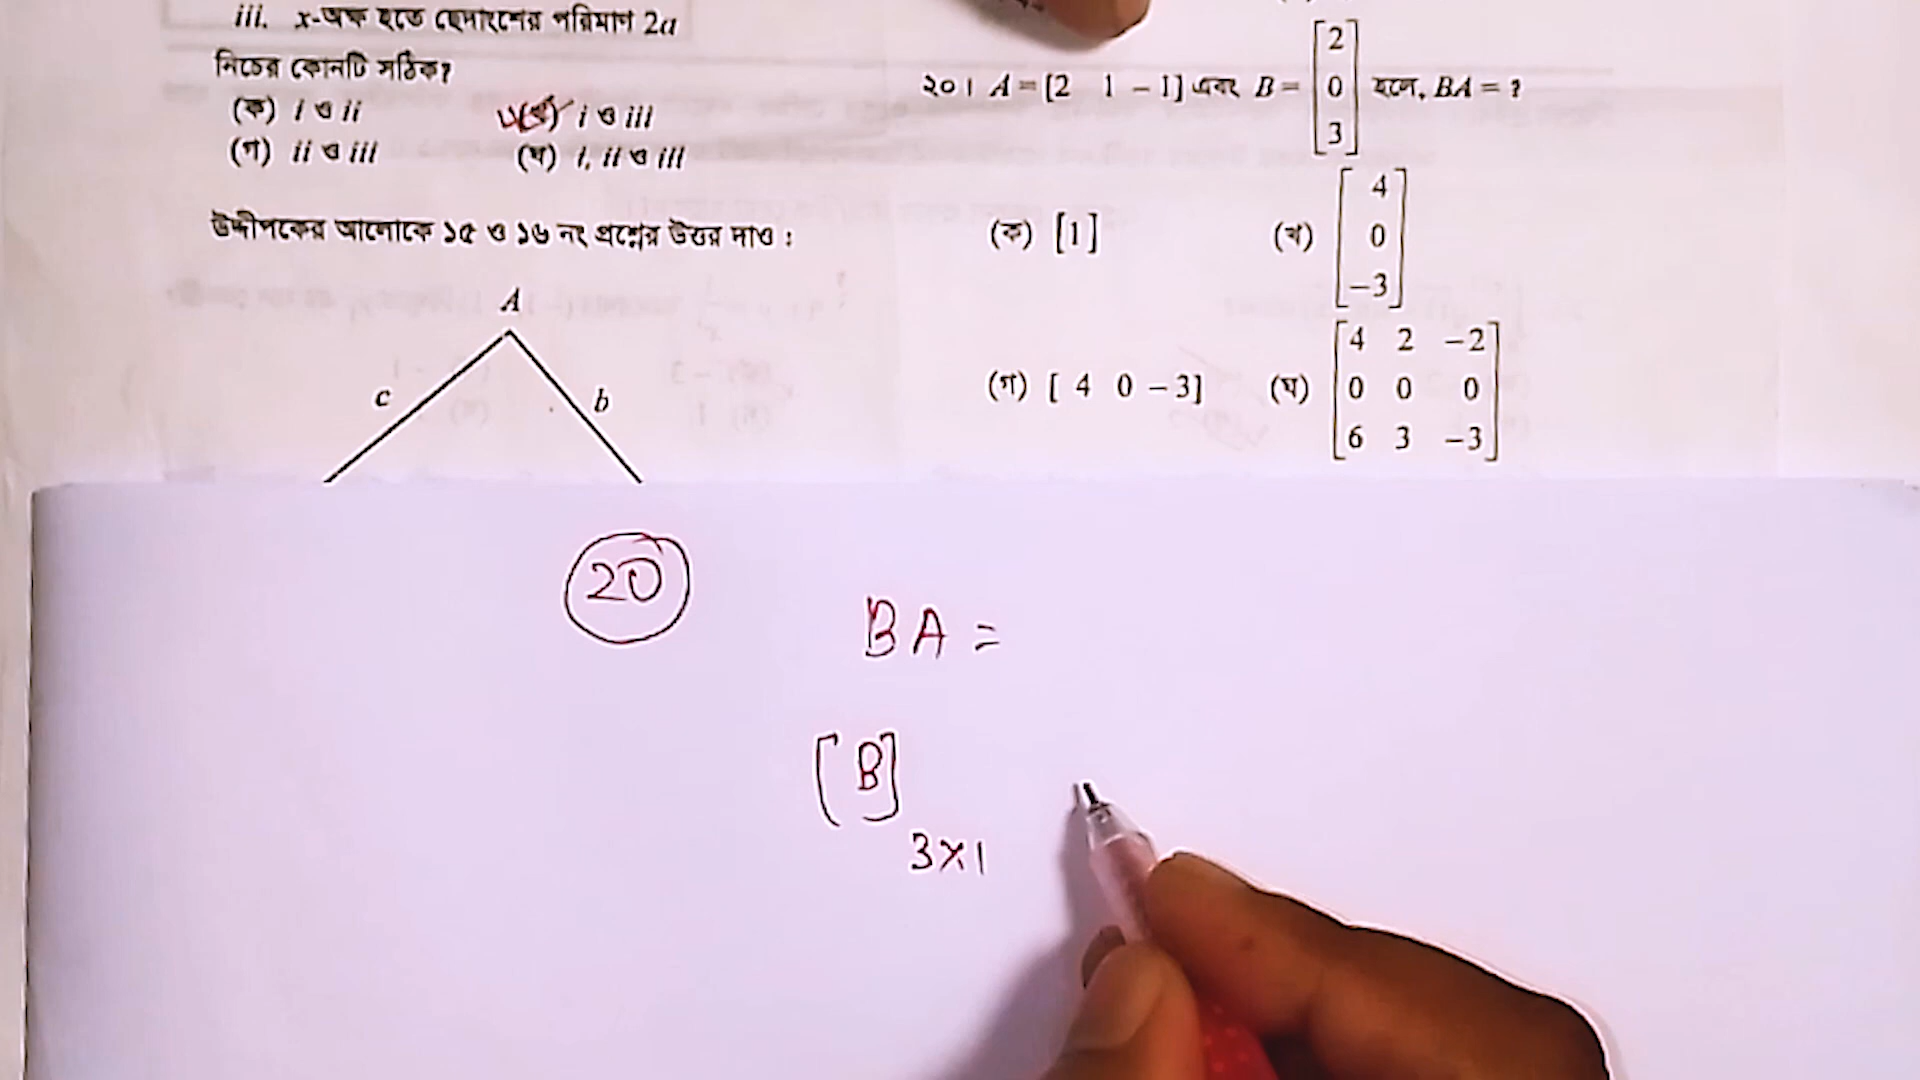 iii. x-অক্ষ হতে ছেদাংশের পরিমাণ 2a
নিচের কোনটি সঠিক?
(ক) i ও ii (খ) i ও iii
(গ) ii ও iii (ঘ) i, ii ও iii
উদ্দীপকের আলোকে ১৫ ও ১৬ নং প্রশ্নের উত্তর দাও :
A
c b
২০। A = [2 1 – 1] এবং B = [2 0 3] হলে, BA = ?
(ক) [1] (খ) [4 0 –3]
(গ) [ 4 0 – 3] (ঘ) [4 2 –2
0 0 0
6 3 –3]
20
BA =
[B] 3×1